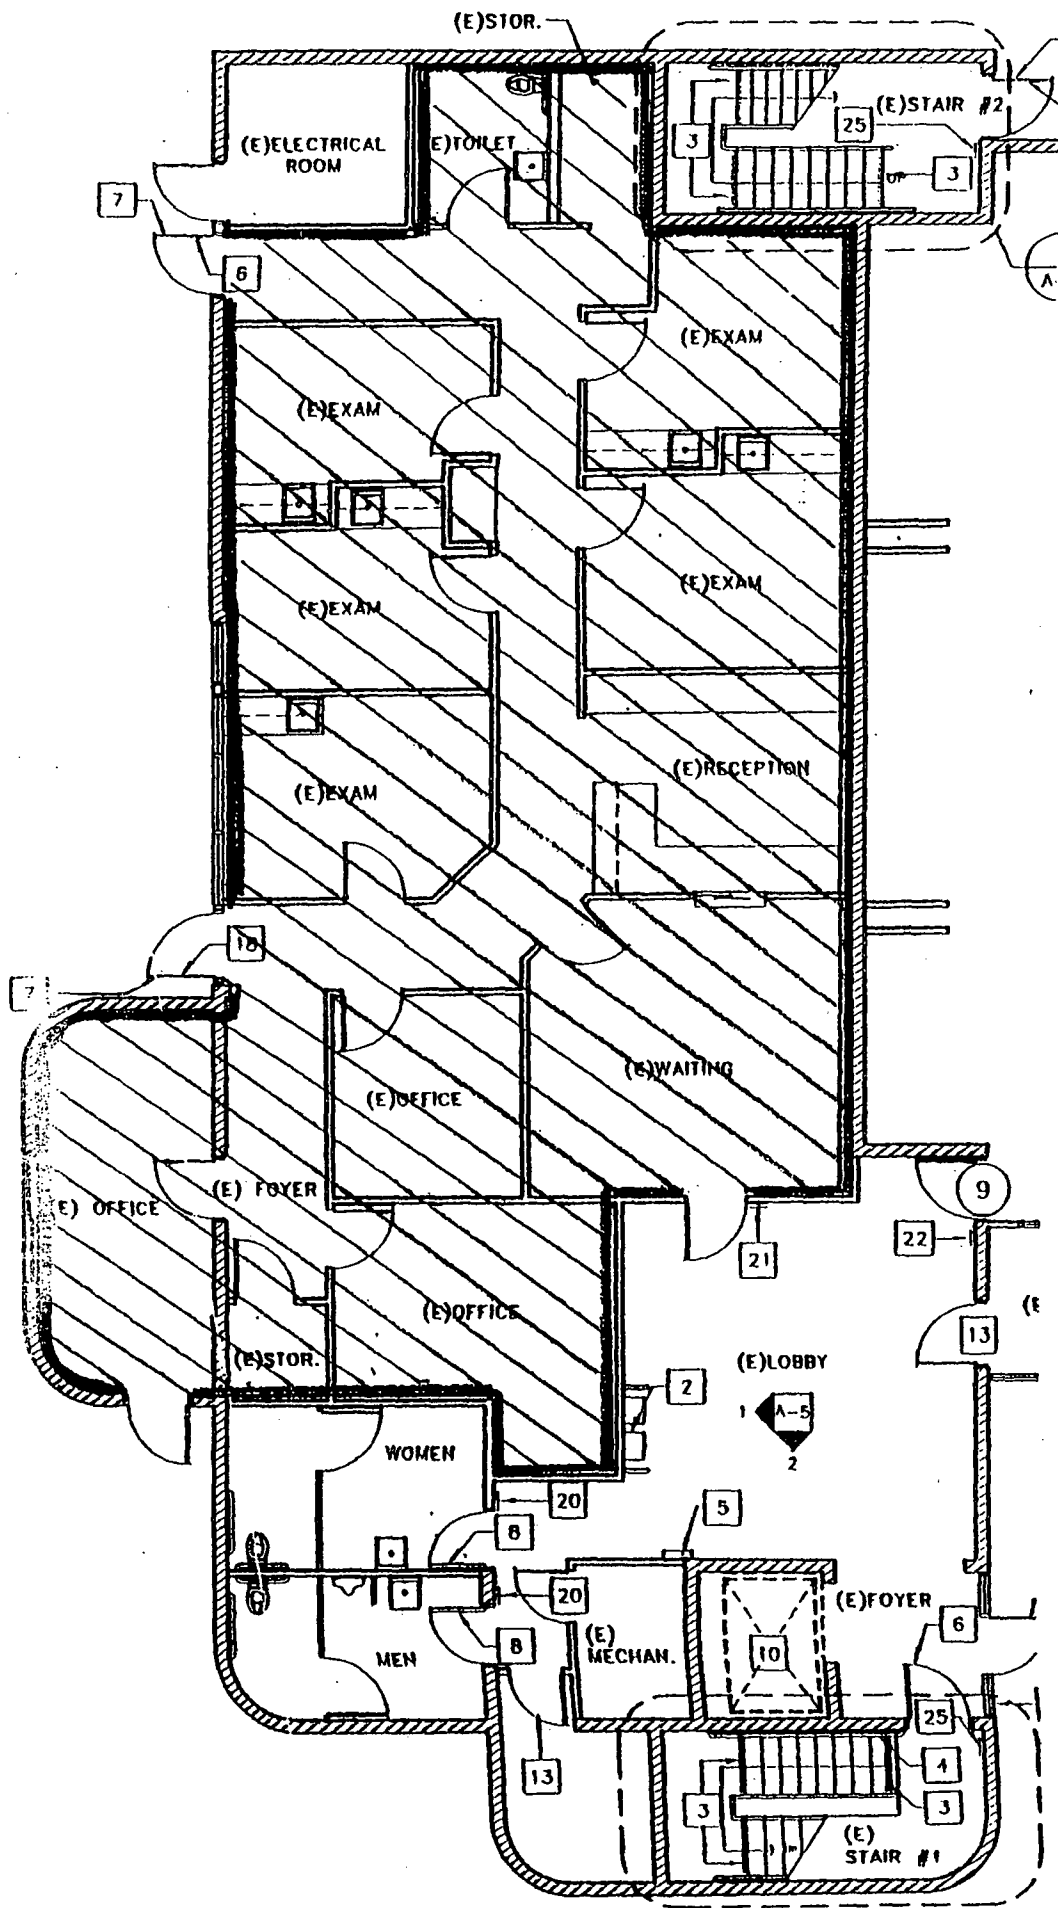 (E)STOR.
(E)STAIR #2
25
(E)ELECTRICAL
ROOM
E)TOILET
3
UP
3
7
6
A-
(E)EXAM
(E)EXAM
(E)EXAM
(E)EXAM
(E)RECEPTION
(E)EXAM
18
7
(E)WAITING
(E)OFFICE
(E) FOYER
E) OFFICE
9
22
21
(E
13
(E)OFFICE
(E)STOR.
(E)LOBBY
2
1
A-5
2
WOMEN
20
5
8
20
(E)FOYER
6
8
(E)
MECHAN.
10
MEN
25
13
4
3
3
(E)
STAIR #1